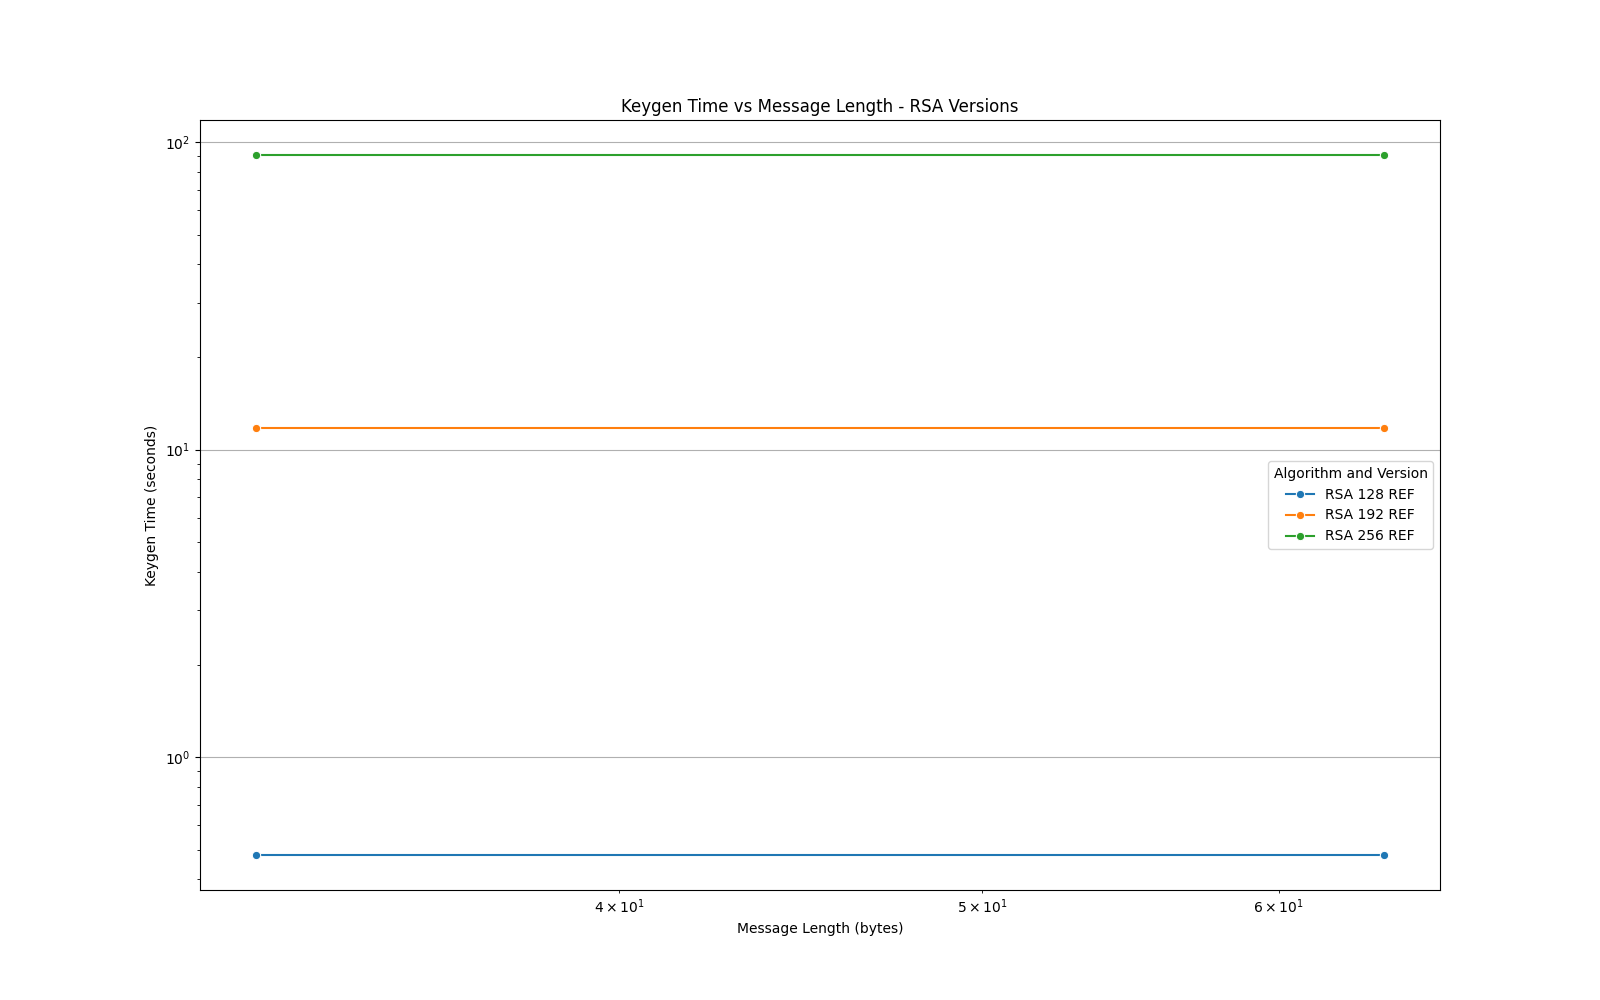 Keygen Time vs Message Length - RSA Versions
10²
10¹
10⁰
Keygen Time (seconds)
Algorithm and Version
RSA 128 REF
RSA 192 REF
RSA 256 REF
4 × 10¹
5 × 10¹
6 × 10¹
Message Length (bytes)